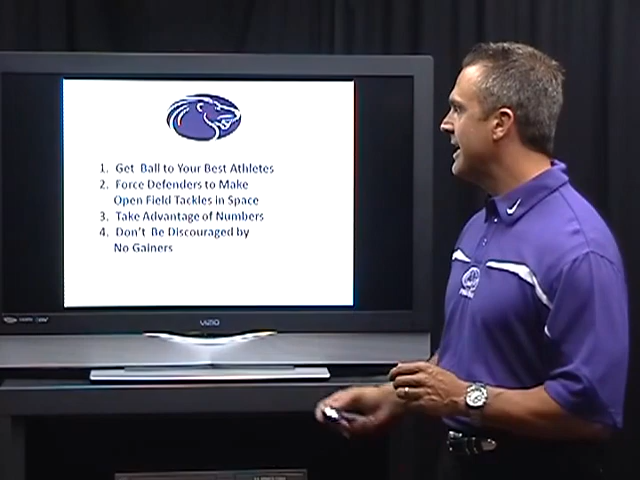 1. Get Ball to Your Best Athletes
2. Force Defenders to Make
Open Field Tackles in Space
3. Take Advantage of Numbers
4. Don't Be Discouraged by
No Gainers
VIZIO